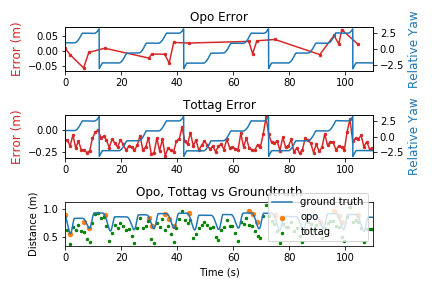 Opo Error
Error (m)
0.05
0.00
−0.05
2.5
0.0
−2.5
Relative Yaw
0 20 40 60 80 100
Tottag Error
Error (m)
0.00
−0.25
2.5
0.0
−2.5
Relative Yaw
0 20 40 60 80 100
Opo, Tottag vs Groundtruth
Distance (m)
1.0
0.5
ground truth
opo
tottag
0 20 40 60 80 100
Time (s)